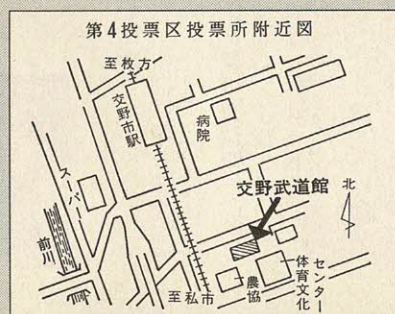 第4投票区投票所附近図
至枚方
交野市駅
病院
スーパー
交野武道館
北
前川
至私市
農協
体育文化
センター